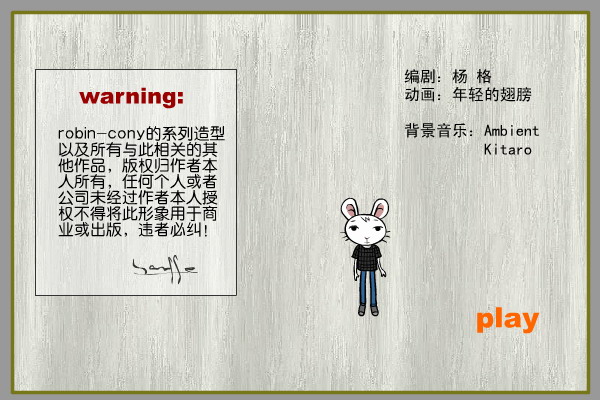 warning:
robin-cony的系列造型
以及所有与此相关的其
他作品，版权归作者本
人所有，任何个人或者
公司未经过作者本人授
权不得将此形象用于商
业或出版，违者必纠！
编剧：杨 格
动画：年轻的翅膀
背景音乐：Ambient
Kitaro
play